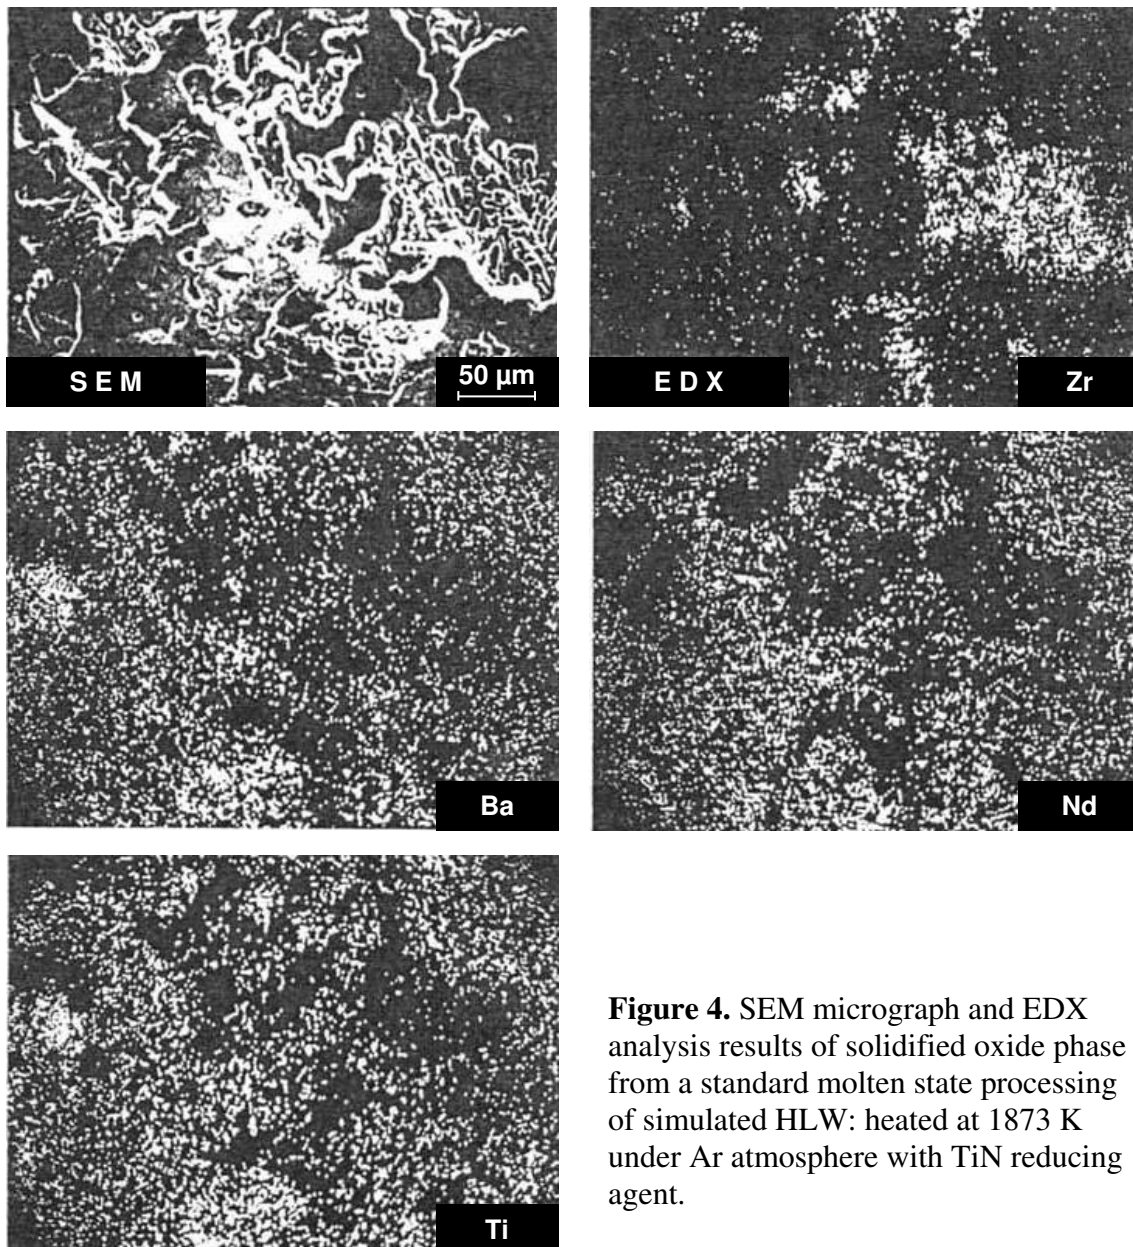 S E M
50 µm
E D X
Zr
Ba
Nd
Ti
Figure 4. SEM micrograph and EDX
analysis results of solidified oxide phase
from a standard molten state processing
of simulated HLW: heated at 1873 K
under Ar atmosphere with TiN reducing
agent.